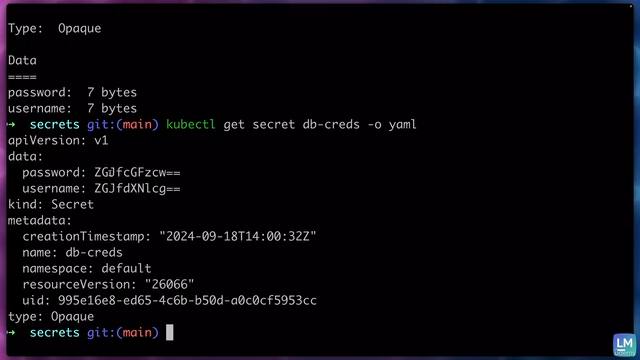 Type:  Opaque
Data
====
password:  7 bytes
username:  7 bytes
→  secrets git:(main) kubectl get secret db-creds -o yaml
apiVersion: v1
data:
  password: ZGJfcGFzcw==
  username: ZGJfdXNlcg==
kind: Secret
metadata:
  creationTimestamp: "2024-09-18T14:00:32Z"
  name: db-creds
  namespace: default
  resourceVersion: "26066"
  uid: 995e16e8-ed65-4c6b-b50d-a0c0cf5953cc
type: Opaque
→  secrets git:(main)
LM